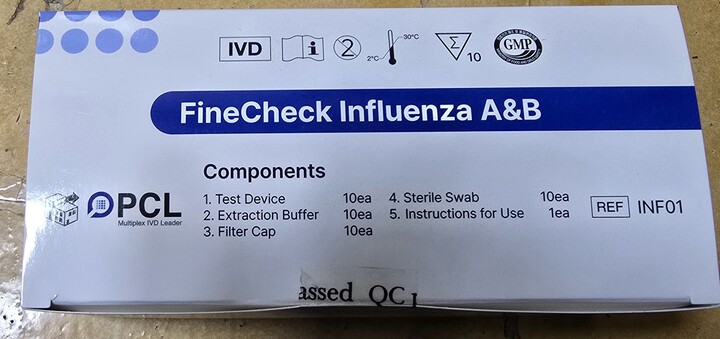 IVD
i
2
2°C
30°C
Σ
10
GMP
FineCheck Influenza A&B
Components
1. Test Device 10ea
2. Extraction Buffer 10ea
3. Filter Cap 10ea
4. Sterile Swab 10ea
5. Instructions for Use 1ea
PCL
Multiplex IVD Leader
REF INF01
assed QC